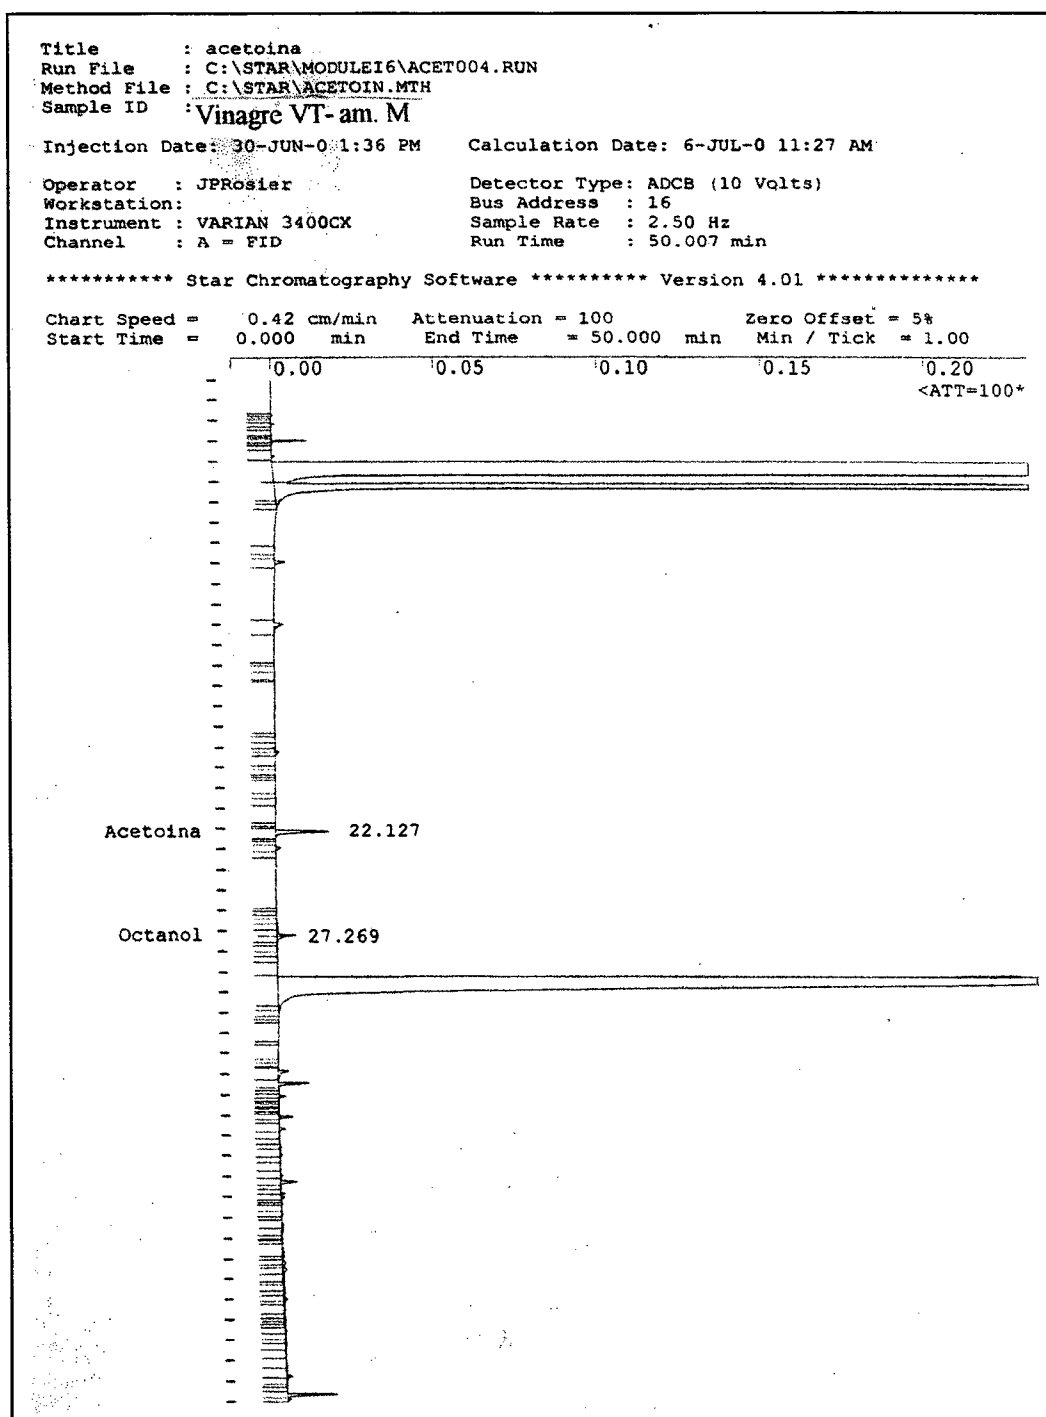 Title : acetoina
Run File : C:\STAR\MODULE16\ACET004.RUN
Method File : C:\STAR\ACETOIN.MTH
Sample ID : Vinagre VT- am. M
Injection Date: 30-JUN-0 1:36 PM Calculation Date: 6-JUL-0 11:27 AM
Operator : JPRosier Detector Type: ADCB (10 Volts)
Workstation: Bus Address : 16
Instrument : VARIAN 3400CX Sample Rate : 2.50 Hz
Channel : A = FID Run Time : 50.007 min
*********** Star Chromatography Software ********** Version 4.01 **************
Chart Speed = 0.42 cm/min Attenuation = 100 Zero Offset = 5%
Start Time = 0.000 min End Time = 50.000 min Min / Tick = 1.00
0.00 0.05 0.10 0.15 0.20
<ATT=100*
Acetoina 22.127
Octanol 27.269